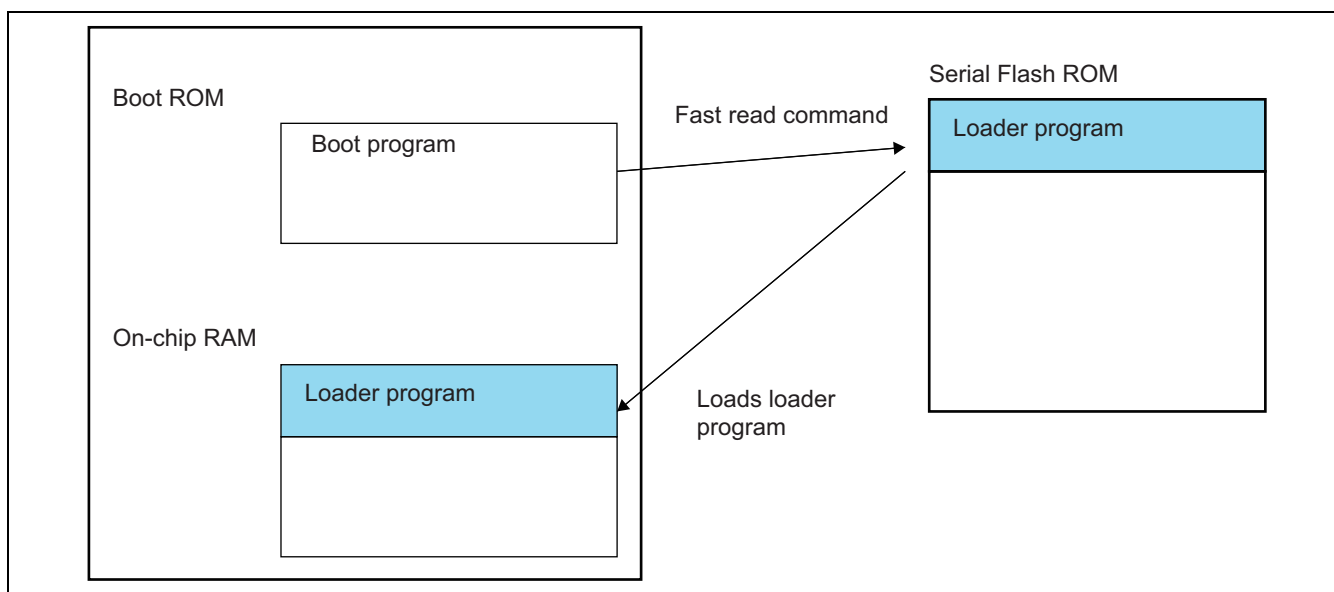 Boot ROM
Boot program
Fast read command
Serial Flash ROM
Loader program
On-chip RAM
Loader program
Loads loader
program